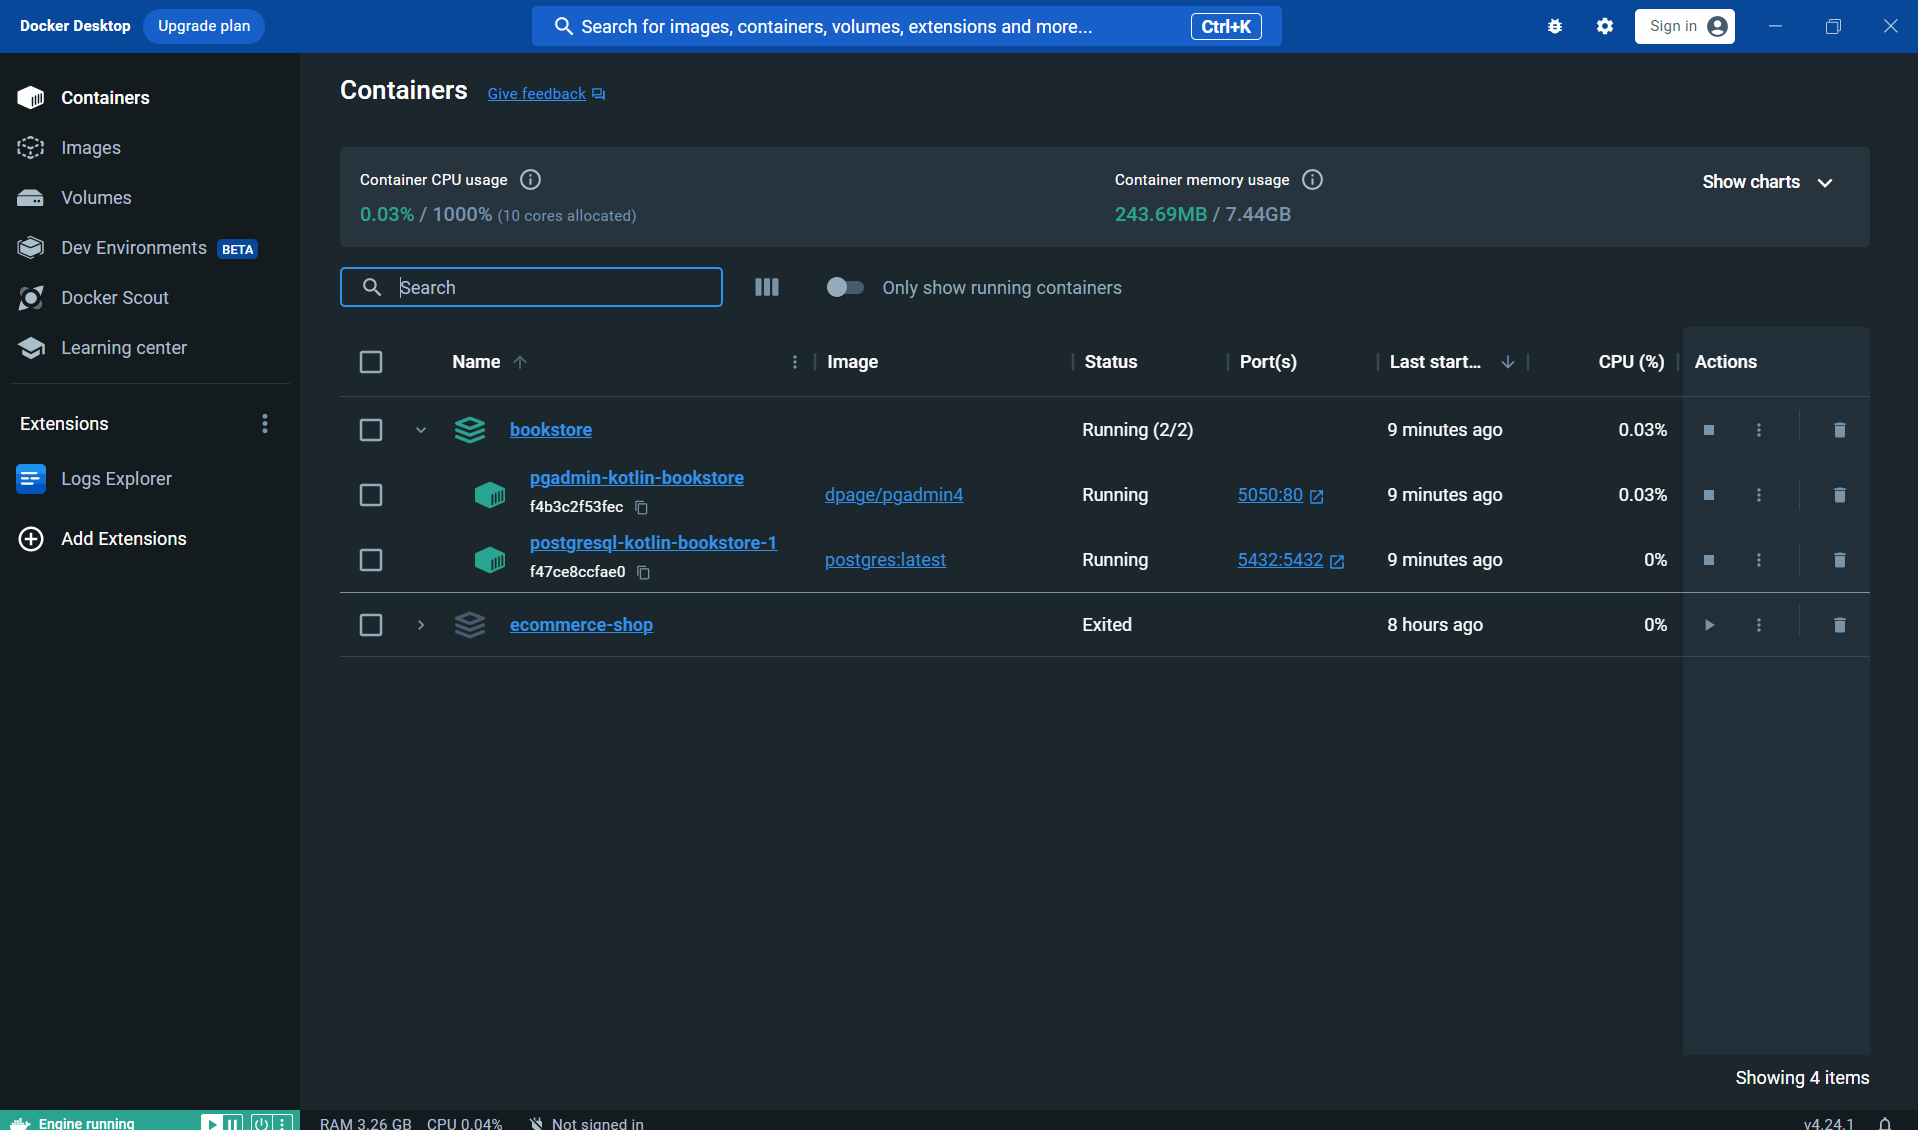 Docker Desktop Upgrade plan Search for images, containers, volumes, extensions and more... Ctrl+K Sign in
Containers
Images
Volumes
Dev Environments BETA
Docker Scout
Learning center
Extensions
Logs Explorer
Add Extensions
Containers Give feedback
Container CPU usage
0.03% / 1000% (10 cores allocated)
Container memory usage
243.69MB / 7.44GB
Show charts
Search
Only show running containers
Name Image Status Port(s) Last start... CPU (%) Actions
bookstore Running (2/2) 9 minutes ago 0.03%
pgadmin-kotlin-bookstore
f4b3c2f53fec
dpage/pgadmin4 Running 5050:80 9 minutes ago 0.03%
postgresql-kotlin-bookstore-1
f47ce8ccfae0
postgres:latest Running 5432:5432 9 minutes ago 0%
ecommerce-shop Exited 8 hours ago 0%
Showing 4 items
Engine running RAM 3.26 GB CPU 0.04% Not signed in v4.24.1